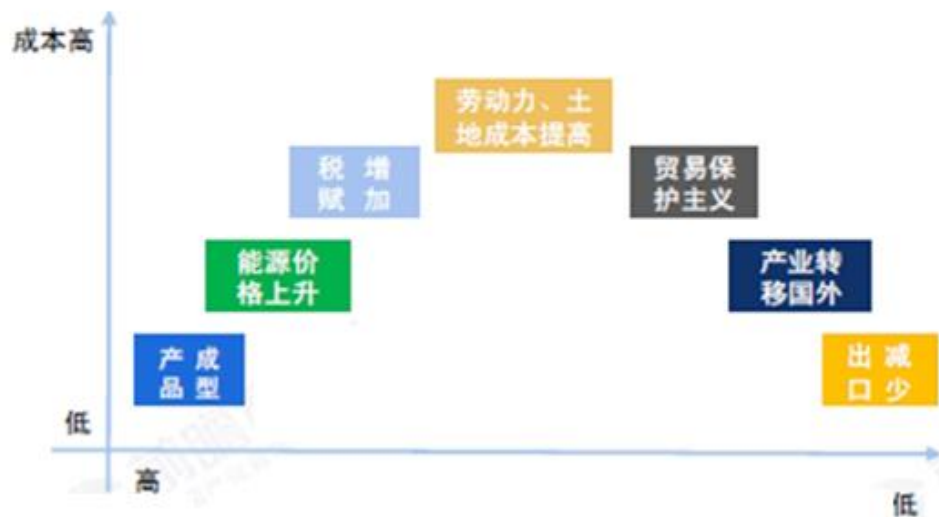 成本高
劳动力、土
地成本提高
税 增
赋 加
贸易保
护主义
能源价
格上升
产业转
移国外
产 成
品 型
出 减
口 少
低
高
低